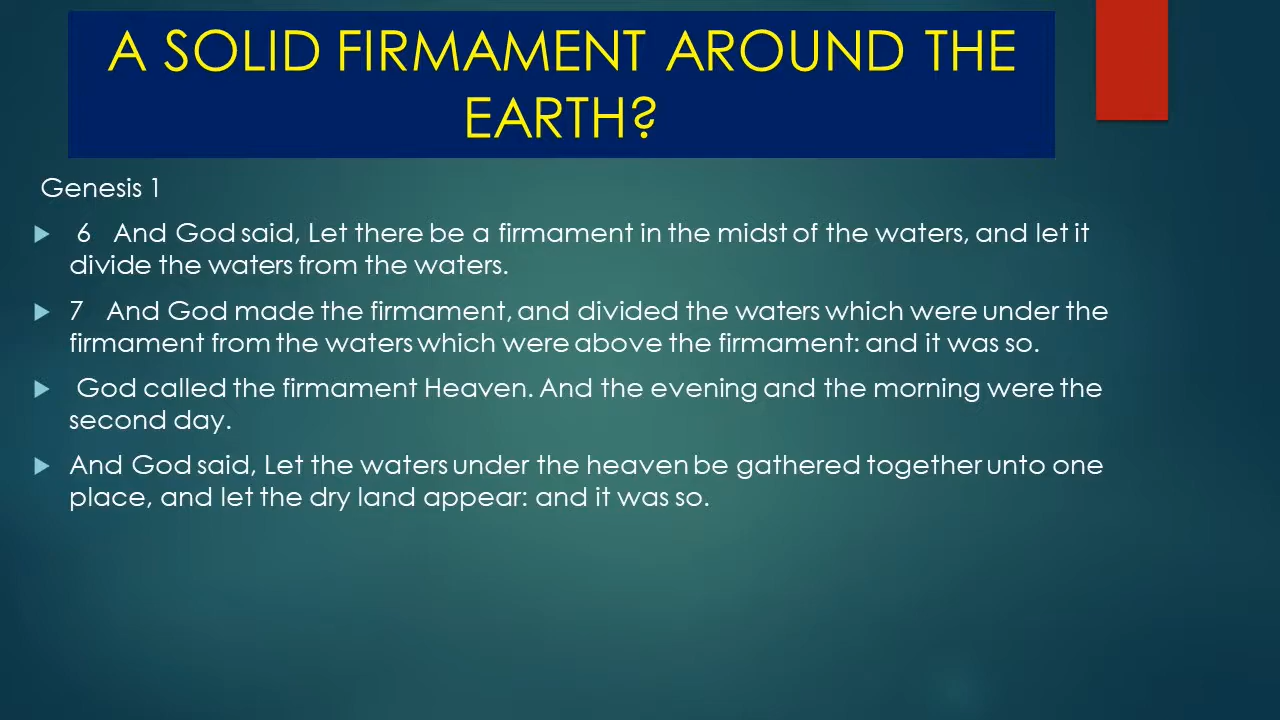 A SOLID FIRMAMENT AROUND THE
EARTH?
Genesis 1
6 And God said, Let there be a firmament in the midst of the waters, and let it
divide the waters from the waters.
7 And God made the firmament, and divided the waters which were under the
firmament from the waters which were above the firmament: and it was so.
God called the firmament Heaven. And the evening and the morning were the
second day.
And God said, Let the waters under the heaven be gathered together unto one
place, and let the dry land appear: and it was so.